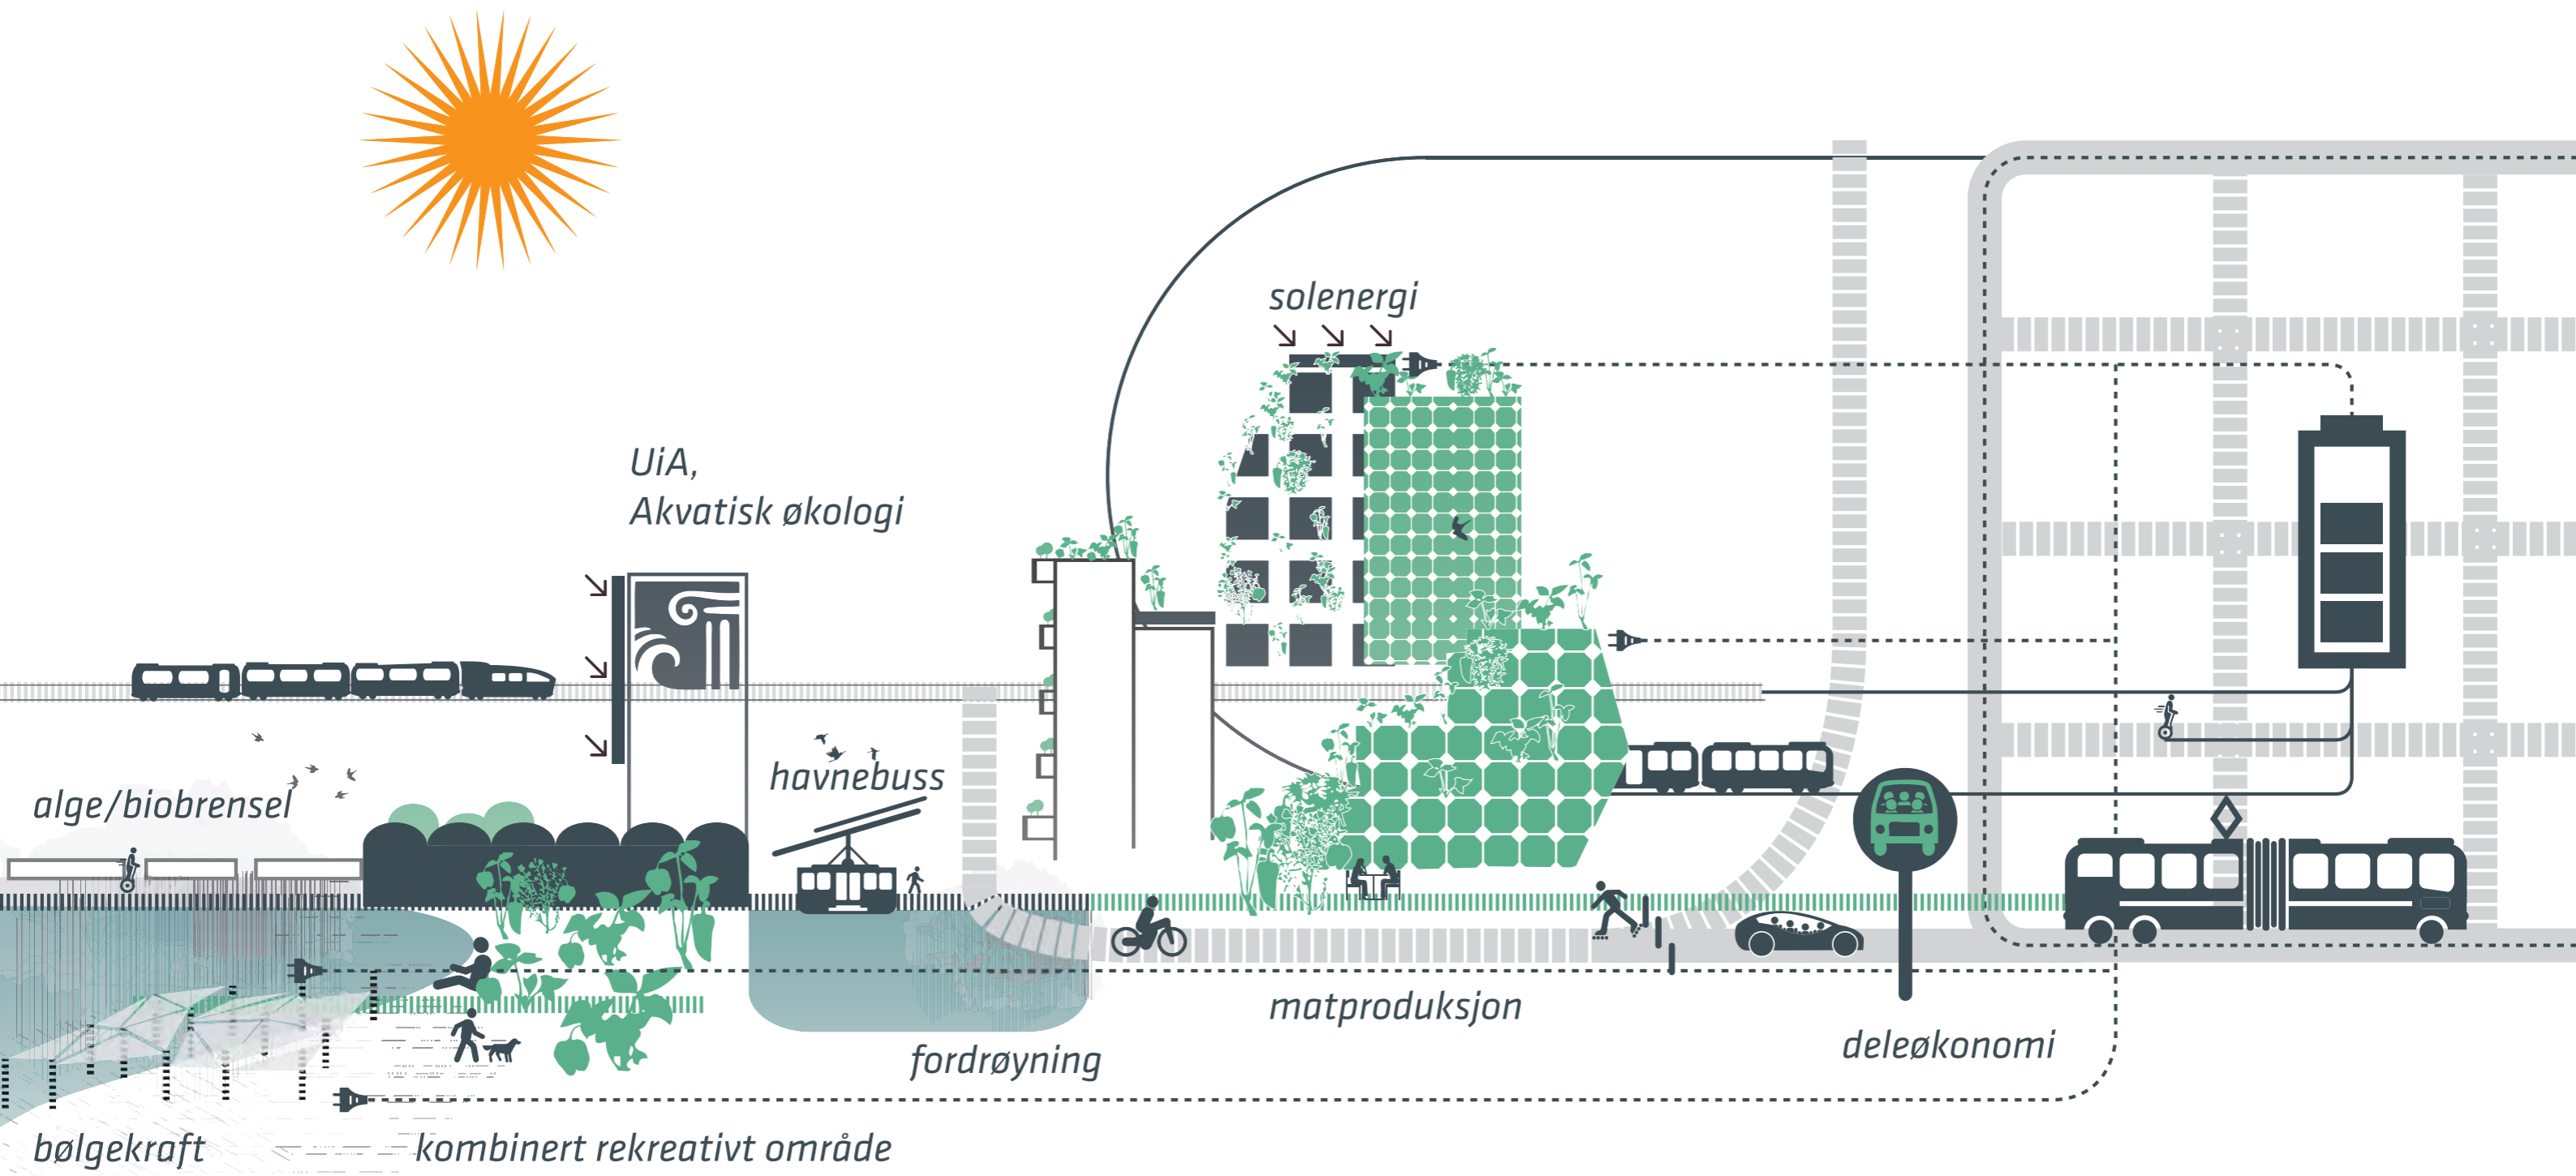 solenergi
UiA,
Akvatisk økologi
havnebuss
alge/biobrensel
matproduksjon
deleøkonomi
fordrøyning
bølgekraft
kombinert rekreativt område